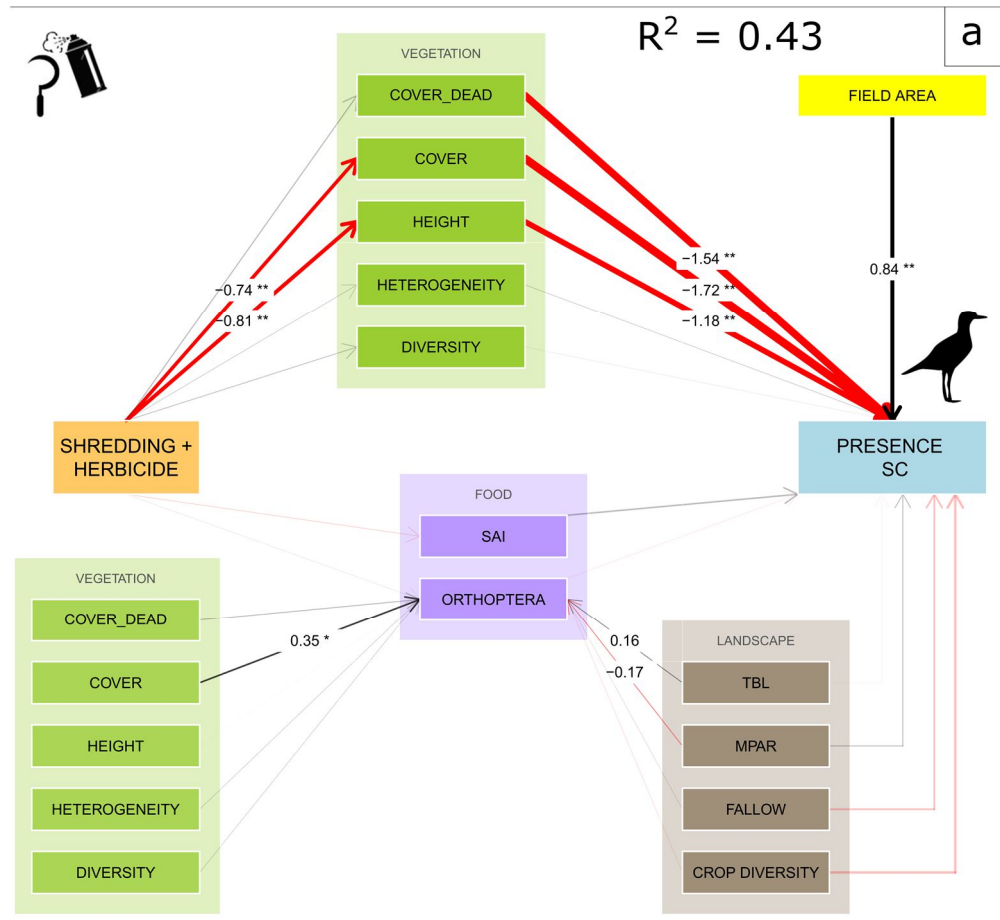 R² = 0.43
a
VEGETATION
COVER_DEAD
COVER
HEIGHT
HETEROGENEITY
DIVERSITY
FIELD AREA
−1.54 **
−1.72 **
−1.18 **
0.84 **
−0.74 **
−0.81 **
SHREDDING +
HERBICIDE
PRESENCE
SC
FOOD
SAI
ORTHOPTERA
VEGETATION
COVER_DEAD
COVER
HEIGHT
HETEROGENEITY
DIVERSITY
0.35 *
0.16
−0.17
LANDSCAPE
TBL
MPAR
FALLOW
CROP DIVERSITY